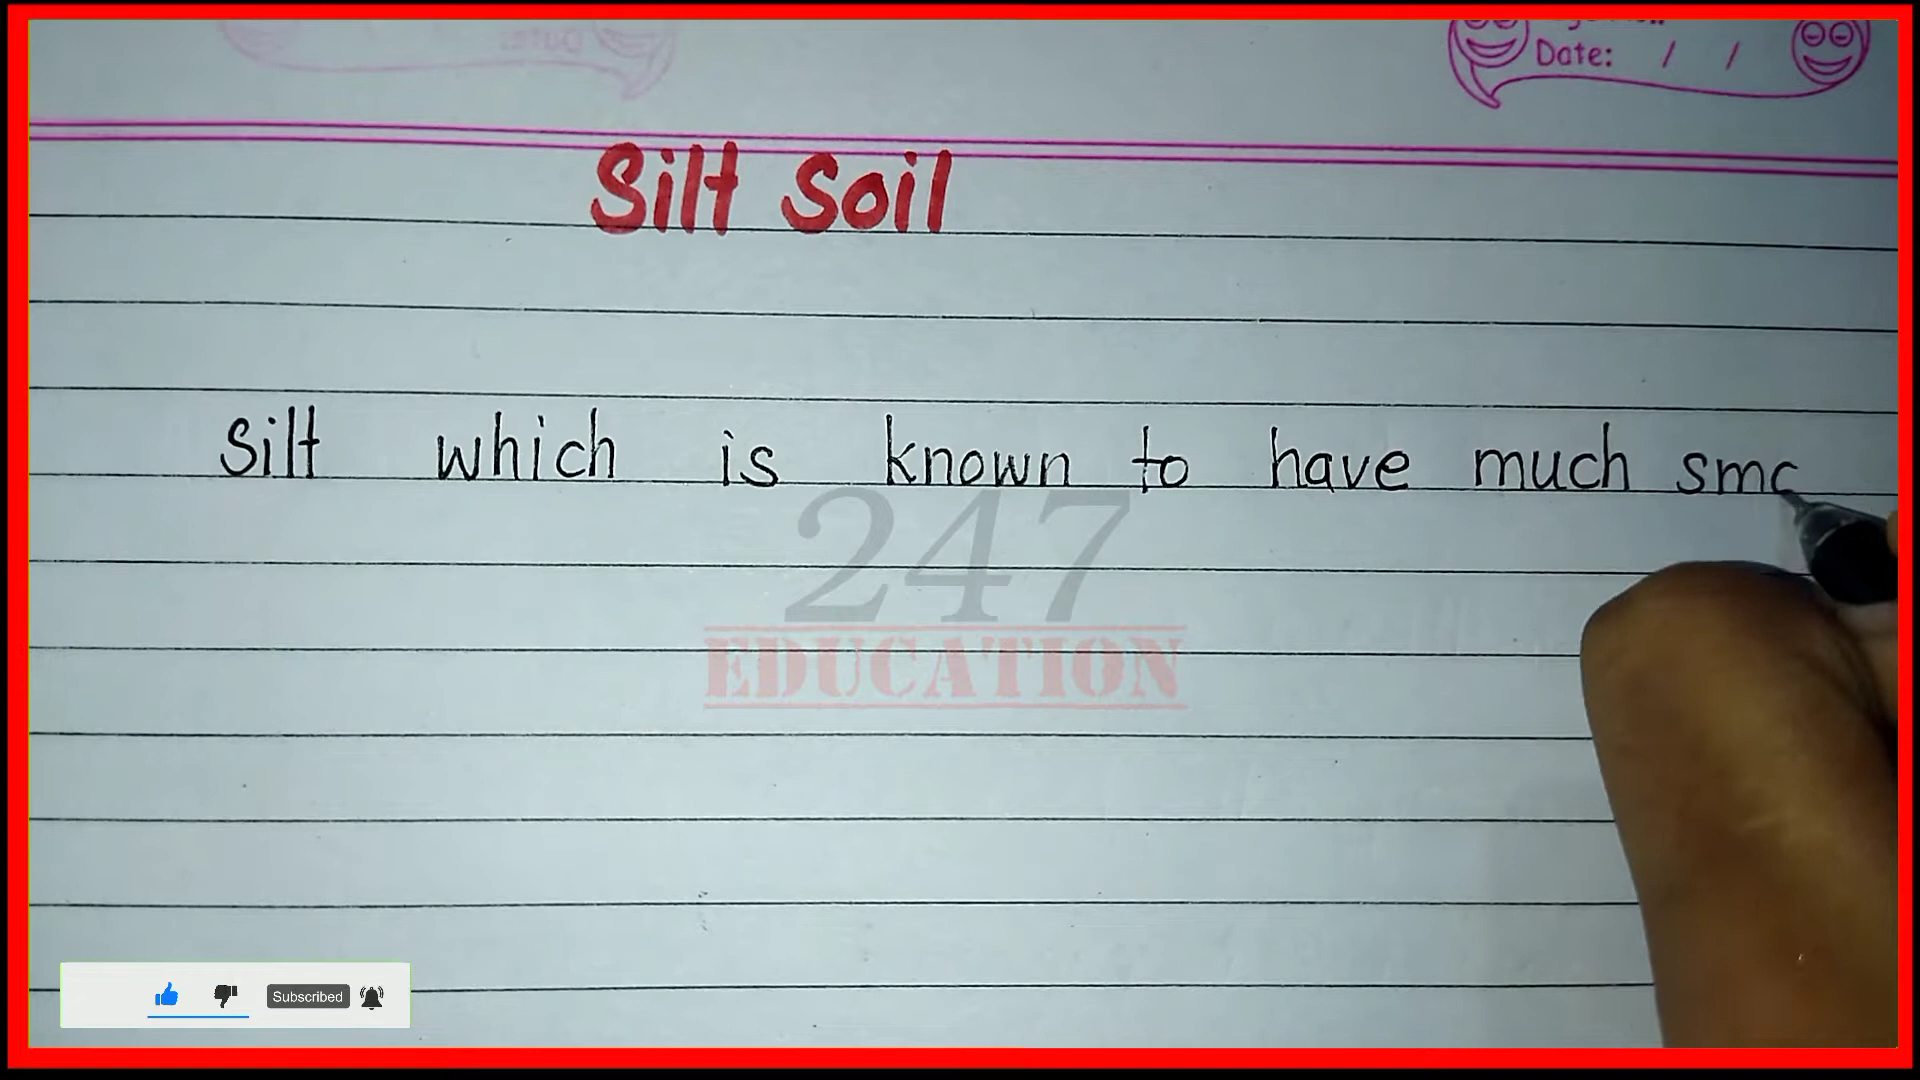 Date: / /
Silt Soil
Silt which is known to have much smc
247
EDUCATION
Subscribed